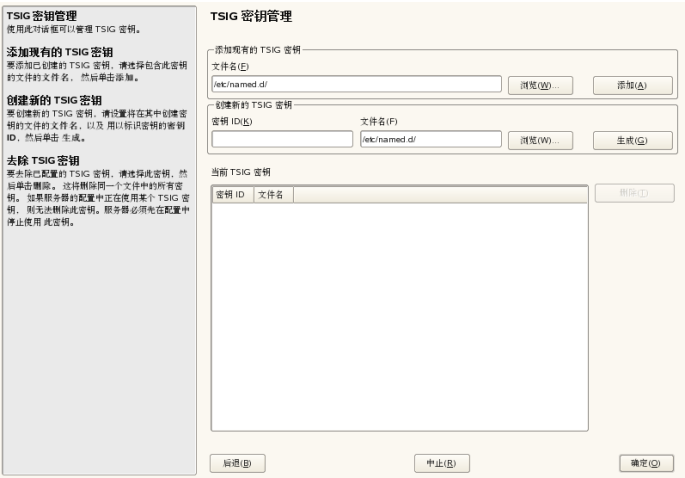 TSIG 密钥管理
使用此对话框可以管理 TSIG 密钥。
添加现有的 TSIG 密钥
要添加已创建的 TSIG 密钥，请选择包含此密钥
的文件的文件名， 然后单击添加。
创建新的 TSIG 密钥
要创建新的 TSIG 密钥，请设置将在其中创建密
钥的文件的文件名，以及 用以标识密钥的密钥
ID，然后单击 生成。
去除 TSIG 密钥
要去除已配置的 TSIG 密钥，请选择此密钥，然
后单击删除。 这将删除同一个文件中的所有密
钥。 如果服务器的配置中正在使用某个 TSIG 密
钥， 则无法删除此密钥。服务器必须先在配置中
停止使用 此密钥。
TSIG 密钥管理
添加现有的 TSIG 密钥
文件名(F)
/etc/named.d/ 浏览(W)... 添加(A)
创建新的 TSIG 密钥
密钥 ID(K) 文件名(F)
/etc/named.d/ 浏览(W)... 生成(G)
当前 TSIG 密钥
密钥 ID 文件名
删除(T)
后退(B) 中止(R) 确定(O)